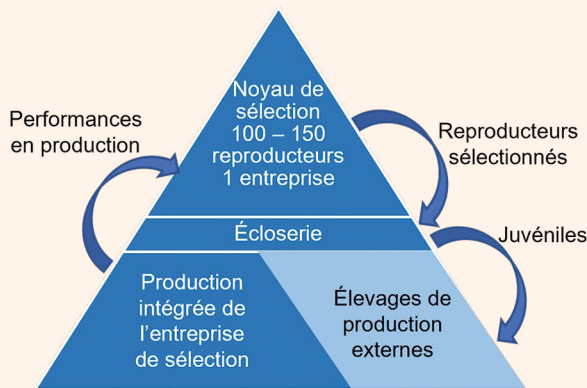 Noyau de
sélection
100 – 150
reproducteurs
1 entreprise
Performances
en production
Reproducteurs
sélectionnés
Écloserie
Juvéniles
Production
intégrée de
l’entreprise
de sélection
Élevages de
production
externes